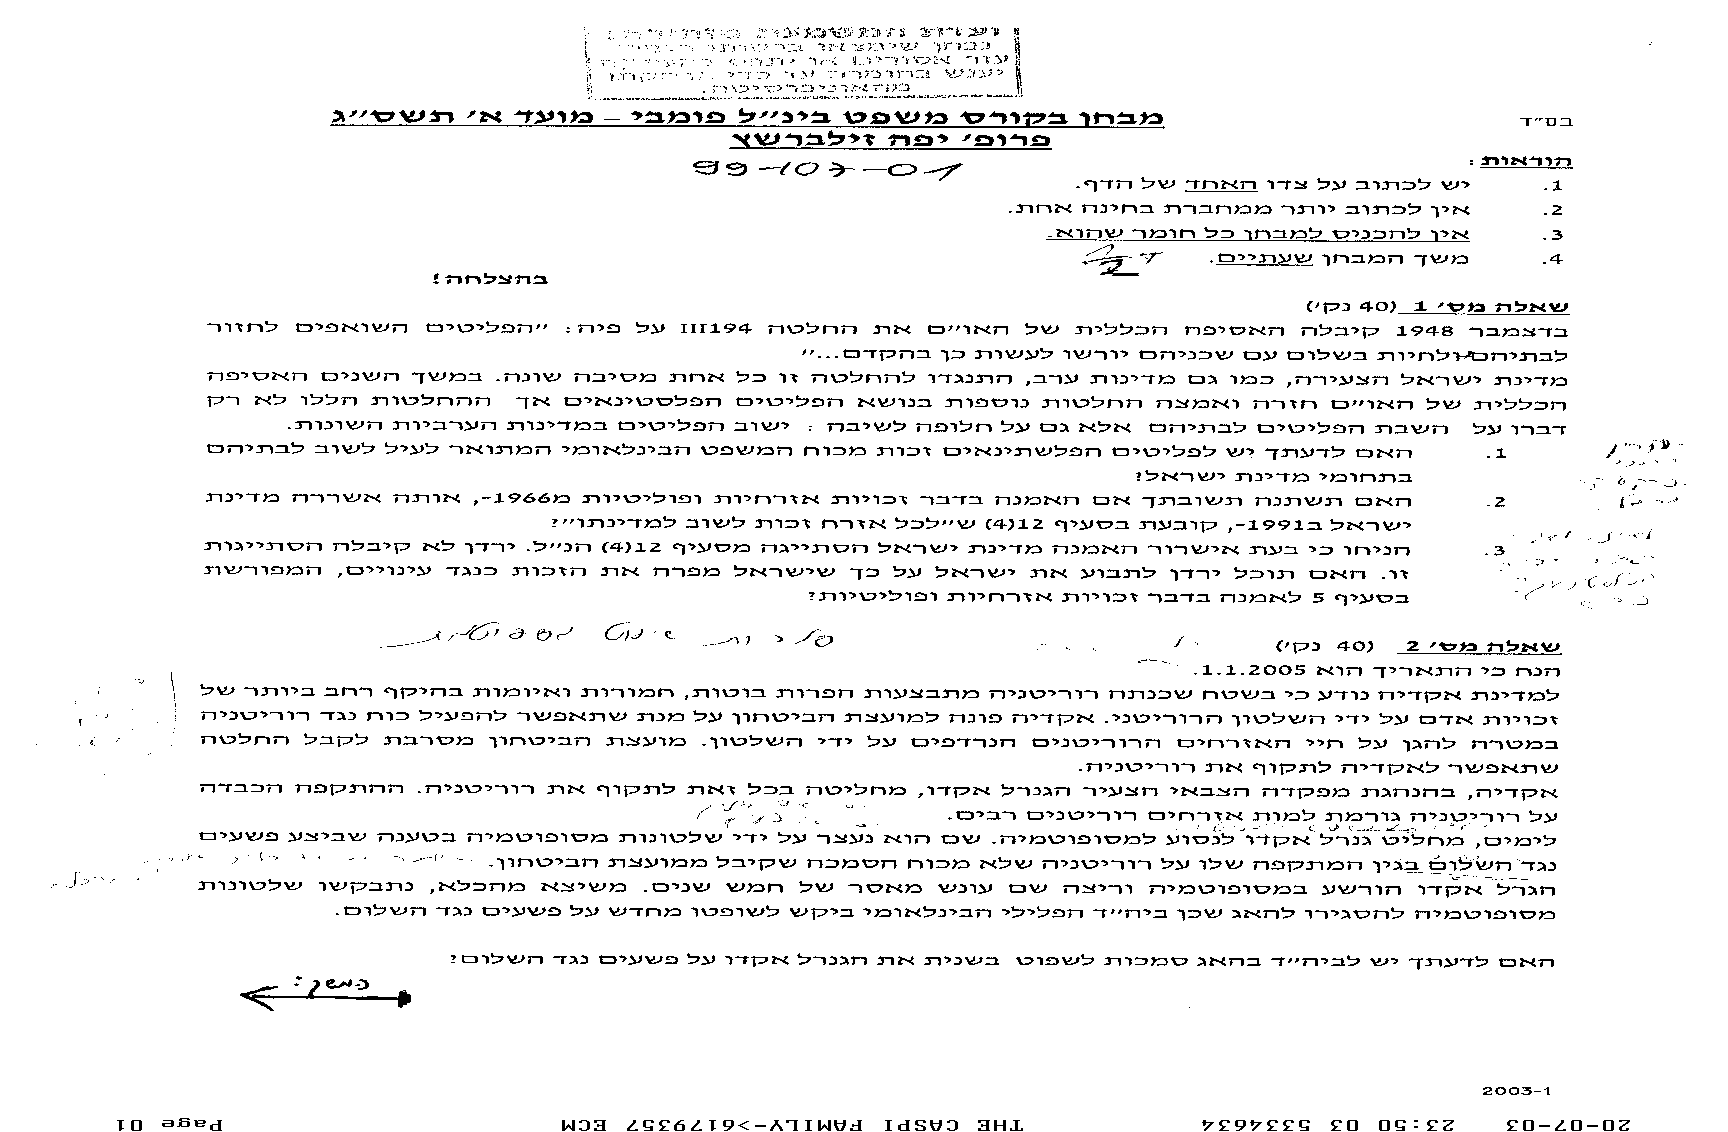 מבחן בקורס משפט בינ״ל פומבי – מועד א׳ תשס״ג
בס״ד
פרופ׳ יפה זילברשץ
99-103-01
הוראות:
1. יש לכתוב על צדו האחד של הדף.
2. אין לכתוב יותר ממחברת בחינה אחת.
3. אין להכניס למבחן כל חומר שהוא.
4. משך המבחן שעתיים.
בהצלחה!
שאלה מס׳ 1 (40 נק׳)
בדצמבר 1948 קיבלה האסיפה הכללית של האו״ם את החלטה 194III על פיה: ״הפליטים השואפים לחזור
לבתיהם ולחיות בשלום עם שכניהם יורשו לעשות כן בהקדם...״
מדינת ישראל הצעירה, כמו גם מדינות ערב, התנגדו להחלטה זו כל אחת מסיבה שונה. במשך השנים האסיפה
הכללית של האו״ם חזרה ואמצה החלטות נוספות בנושא הפליטים הפלסטינאים אך ההחלטות הללו לא רק
דברו על השבת הפליטים לבתיהם אלא גם על חלופה לשיבה: ישוב הפליטים במדינות הערביות השונות.
1. האם לדעתך יש לפליטים הפלשתינאים זכות מכוח המשפט הבינלאומי המתואר לעיל לשוב לבתיהם
בתחומי מדינת ישראל?
2. האם תשתנה תשובתך אם האמנה בדבר זכויות אזרחיות ופוליטיות מ1966-, אותה אשררה מדינת
ישראל ב1991-, קובעת בסעיף 12(4) ש״לכל אזרח זכות לשוב למדינתו״?
3. הניחו כי בעת אישרור האמנה מדינת ישראל הסתייגה מסעיף 12(4) הנ״ל. ירדן לא קיבלה הסתייגות
זו. האם תוכל ירדן לתבוע את ישראל על כך שישראל מפרה את הזכות כנגד עינויים, המפורשת
בסעיף 5 לאמנה בדבר זכויות אזרחיות ופוליטיות?
שאלה מס׳ 2 (40 נק׳)
הנח כי התאריך הוא 1.1.2005.
למדינת אקדיה נודע כי בשטח שכנתה רוריטניה מתבצעות הפרות בוטות, חמורות ואיומות בהיקף רחב ביותר של
זכויות אדם על ידי השלטון הרוריטני. אקדיה פונה למועצת הביטחון על מנת שתאפשר להפעיל כוח נגד רוריטניה
במטרה להגן על חיי האזרחים הרוריטנים הנרדפים על ידי השלטון. מועצת הביטחון מסרבת לקבל החלטה
שתאפשר לאקדיה לתקוף את רוריטניה.
אקדיה, בהנהגת מפקדה הצבאי הצעיר הגנרל אקדו, מחליטה בכל זאת לתקוף את רוריטניה. ההתקפה הכבדה
על רוריטניה גורמת למות אזרחים רוריטנים רבים.
לימים, מחליט גנרל אקדו לנסוע למסופוטמיה. שם הוא נעצר על ידי שלטונות מסופוטמיה בטענה שביצע פשעים
נגד השלום בגין המתקפה שלו על רוריטניה שלא מכוח הסמכה שקיבל ממועצת הביטחון.
הגרל אקדו הורשע במסופוטמיה וריצה שם עונש מאסר של חמש שנים. משיצא מהכלא, נתבקשו שלטונות
מסופוטמיה להסגירו להאג שכן ביה״ד הפלילי הבינלאומי ביקש לשופטו מחדש על פשעים נגד השלום.
האם לדעתך יש לביה״ד בהאג סמכות לשפוט בשנית את הגנרל אקדו על פשעים נגד השלום?
המשך:
2003-1
20-07-03 23:50 03 5334634 THE CASPI FAMILY->6179357 ECM Page 01